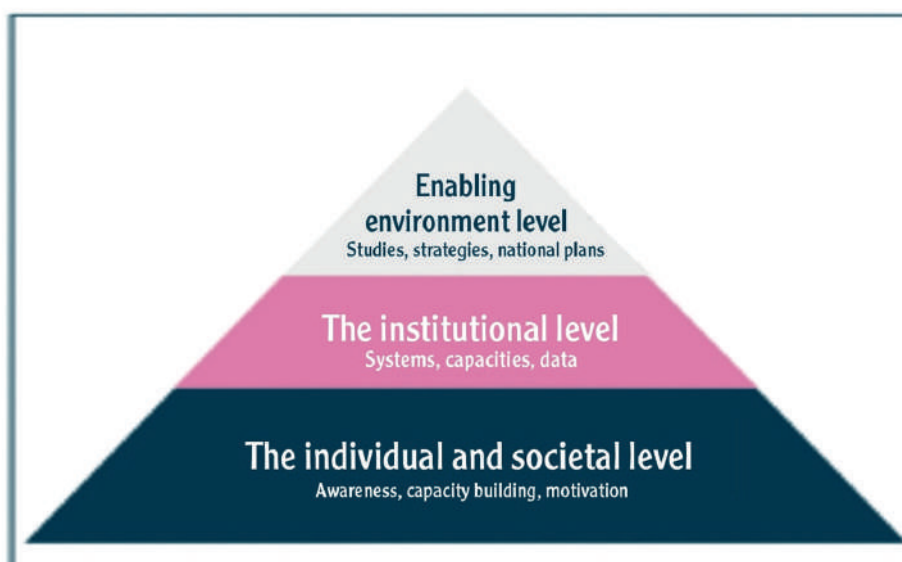 Enabling
environment level
Studies, strategies, national plans
The institutional level
Systems, capacities, data
The individual and societal level
Awareness, capacity building, motivation